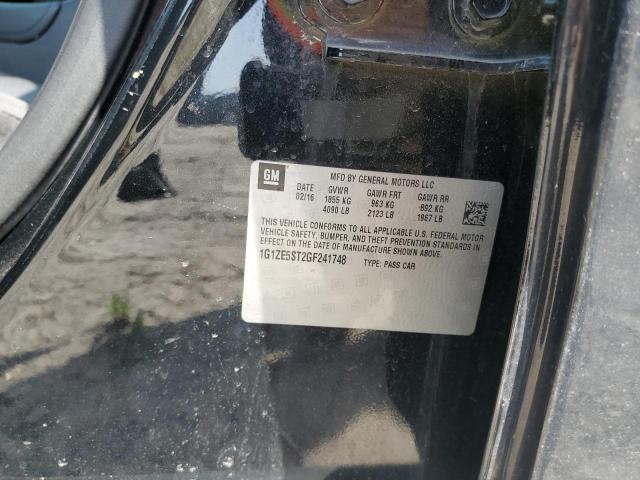 GM
MFD BY GENERAL MOTORS LLC
DATE GVWR GAWR FRT GAWR RR
02/16 1855 KG 963 KG 892 KG
4090 LB 2123 LB 1967 LB
THIS VEHICLE CONFORMS TO ALL APPLICABLE U.S. FEDERAL MOTOR
VEHICLE SAFETY, BUMPER, AND THEFT PREVENTION STANDARDS IN
EFFECT ON THE DATE OF MANUFACTURE SHOWN ABOVE.
1G1ZE5ST2GF241748 TYPE: PASS CAR